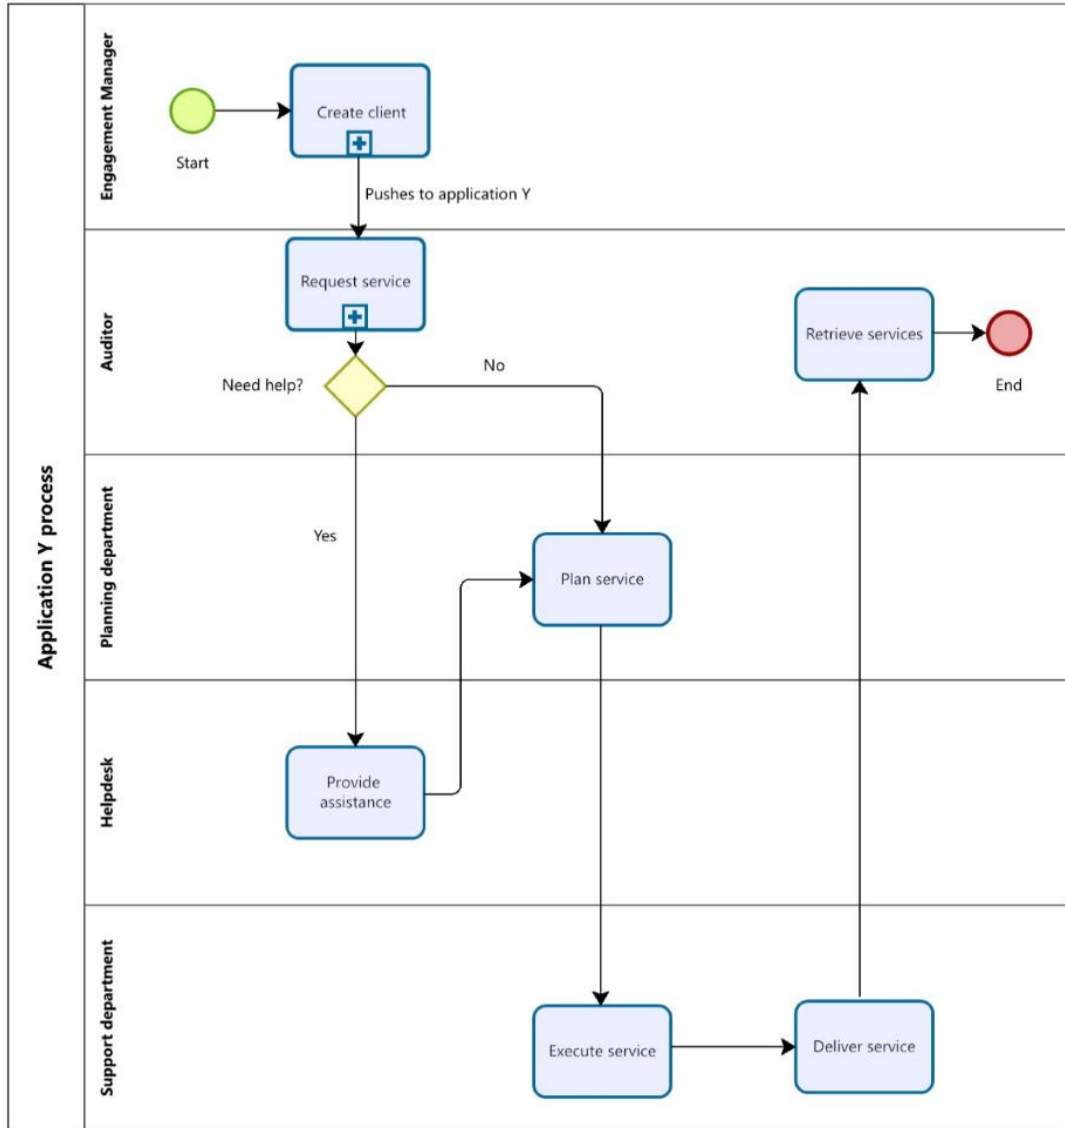 Application Y process
Engagement Manager
Start
Create client
Pushes to application Y
Auditor
Request service
Need help?
No
Retrieve services
End
Planning department
Yes
Plan service
Helpdesk
Provide
assistance
Support department
Execute service
Deliver service